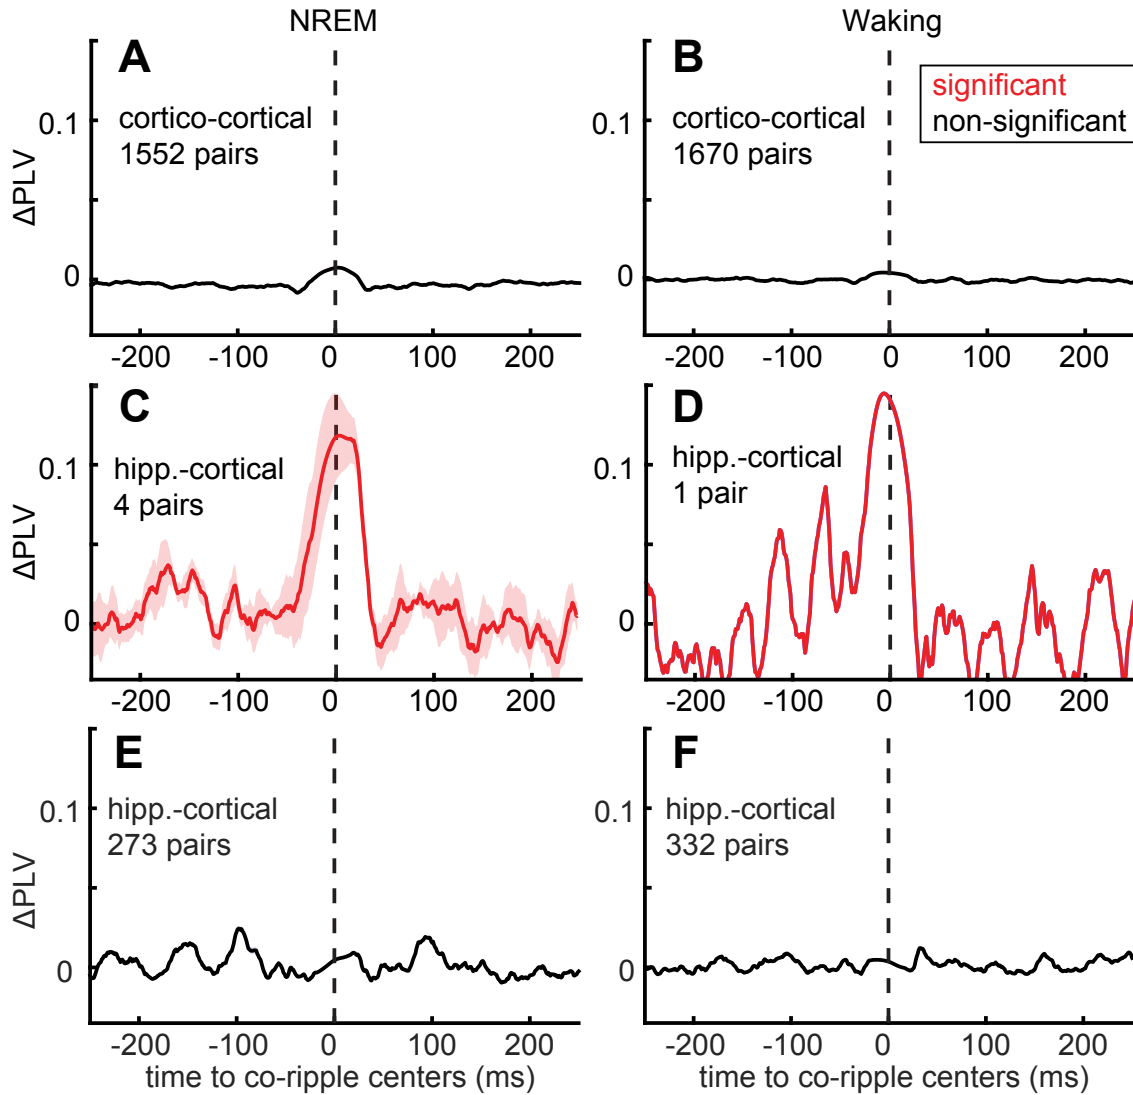 NREM
Waking
A
cortico-cortical
1552 pairs
0.1
0
ΔPLV
-200 -100 0 100 200
B
cortico-cortical
1670 pairs
significant
non-significant
0.1
0
-200 -100 0 100 200
C
hipp.-cortical
4 pairs
0.1
0
ΔPLV
-200 -100 0 100 200
D
hipp.-cortical
1 pair
0.1
0
-200 -100 0 100 200
E
hipp.-cortical
273 pairs
0.1
0
ΔPLV
-200 -100 0 100 200
time to co-ripple centers (ms)
F
hipp.-cortical
332 pairs
0.1
0
-200 -100 0 100 200
time to co-ripple centers (ms)